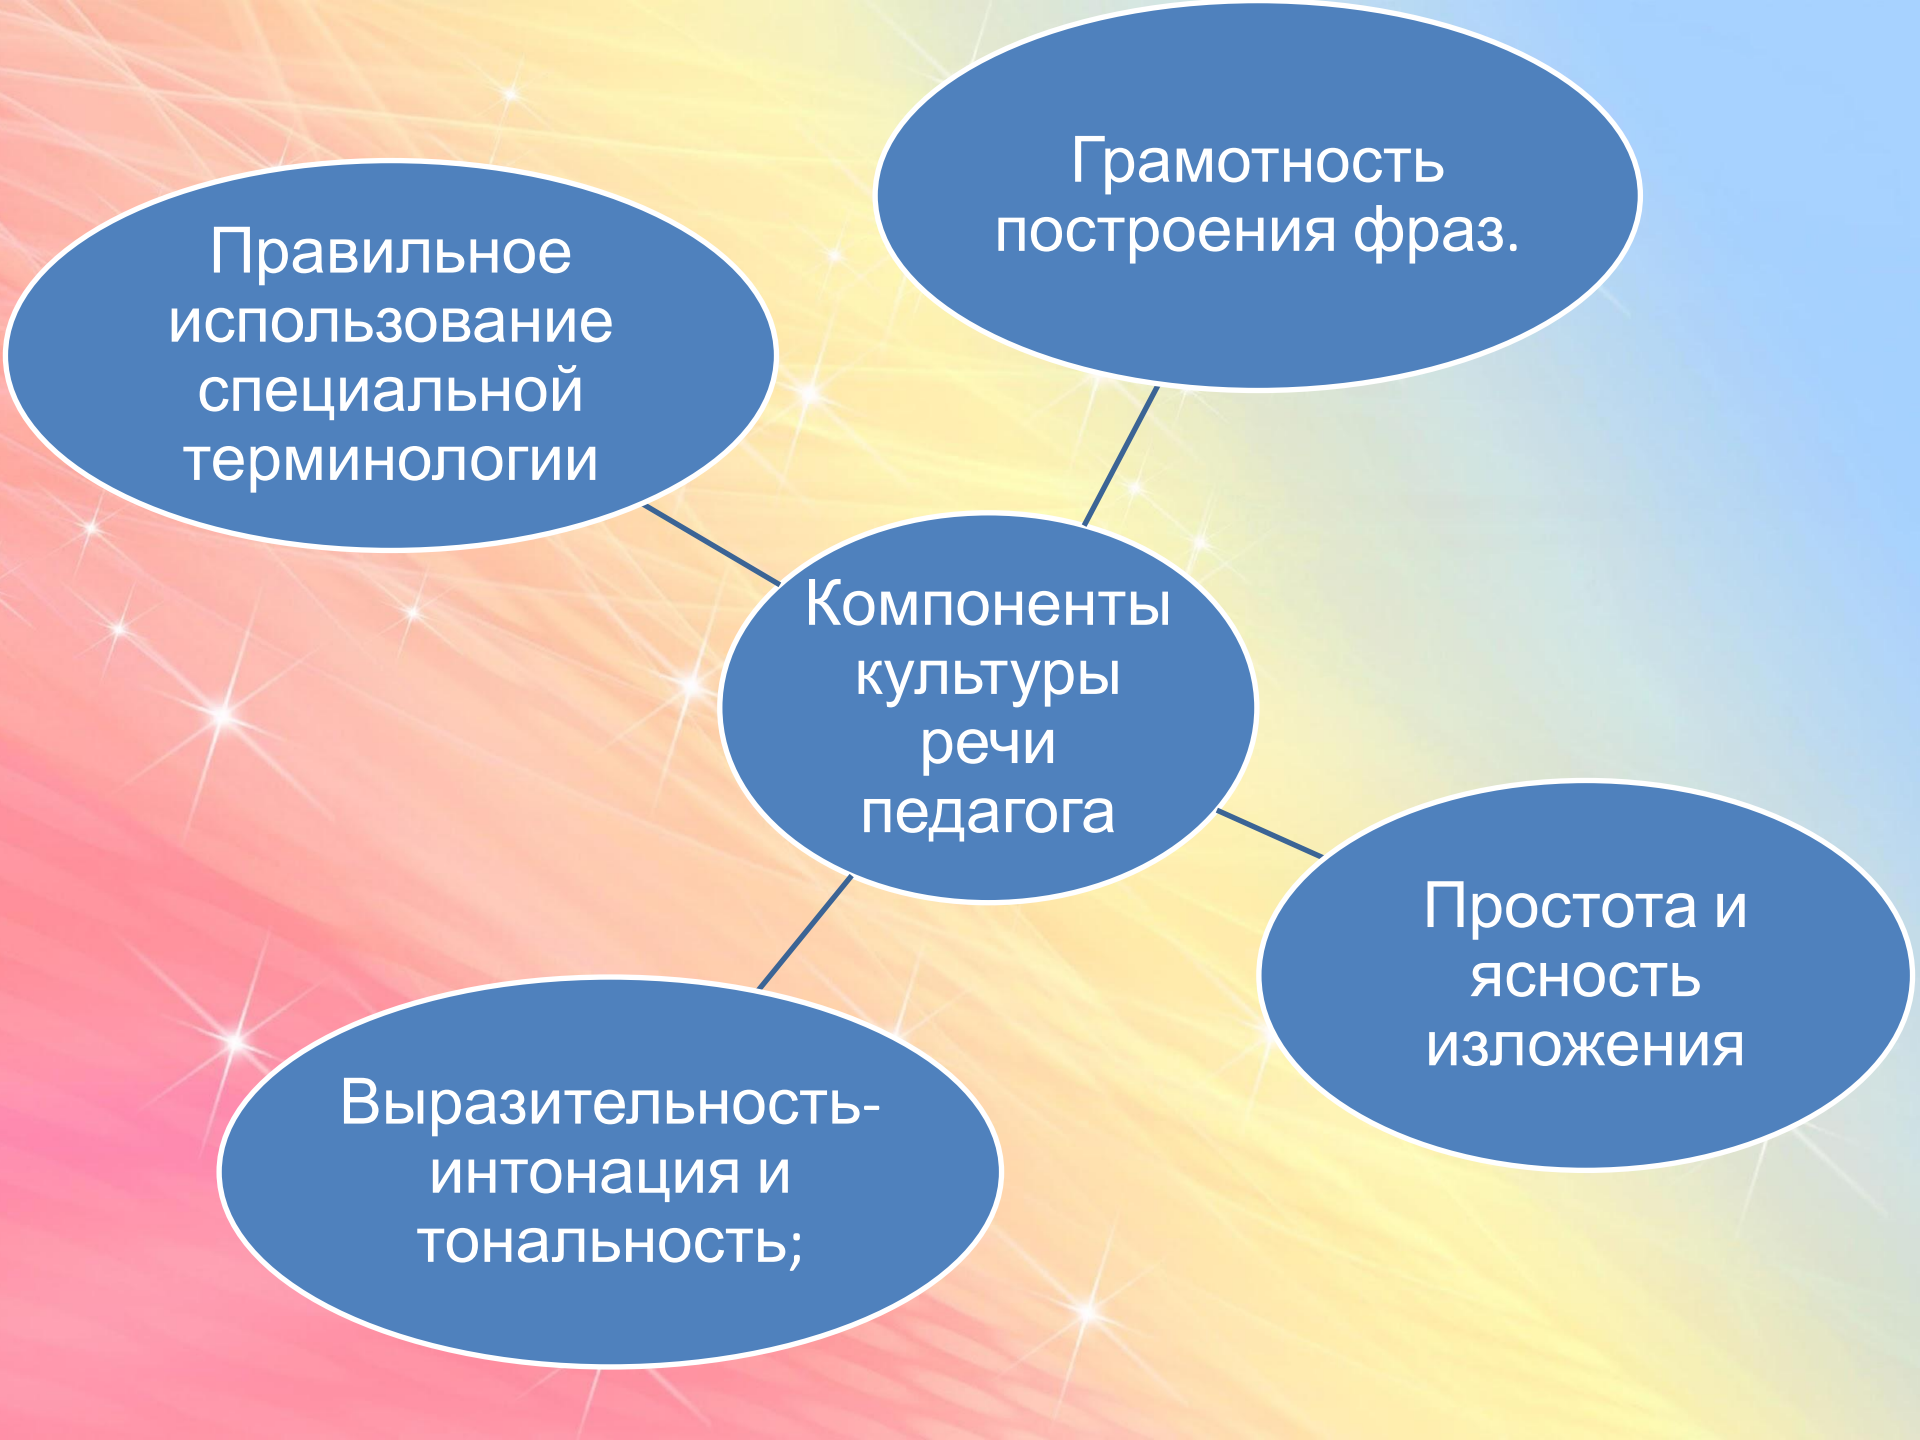 Грамотность
построения фраз.
Правильное
использование
специальной
терминологии
Компоненты
культуры
речи
педагога
Простота и
ясность
изложения
Выразительность-
интонация и
тональность;